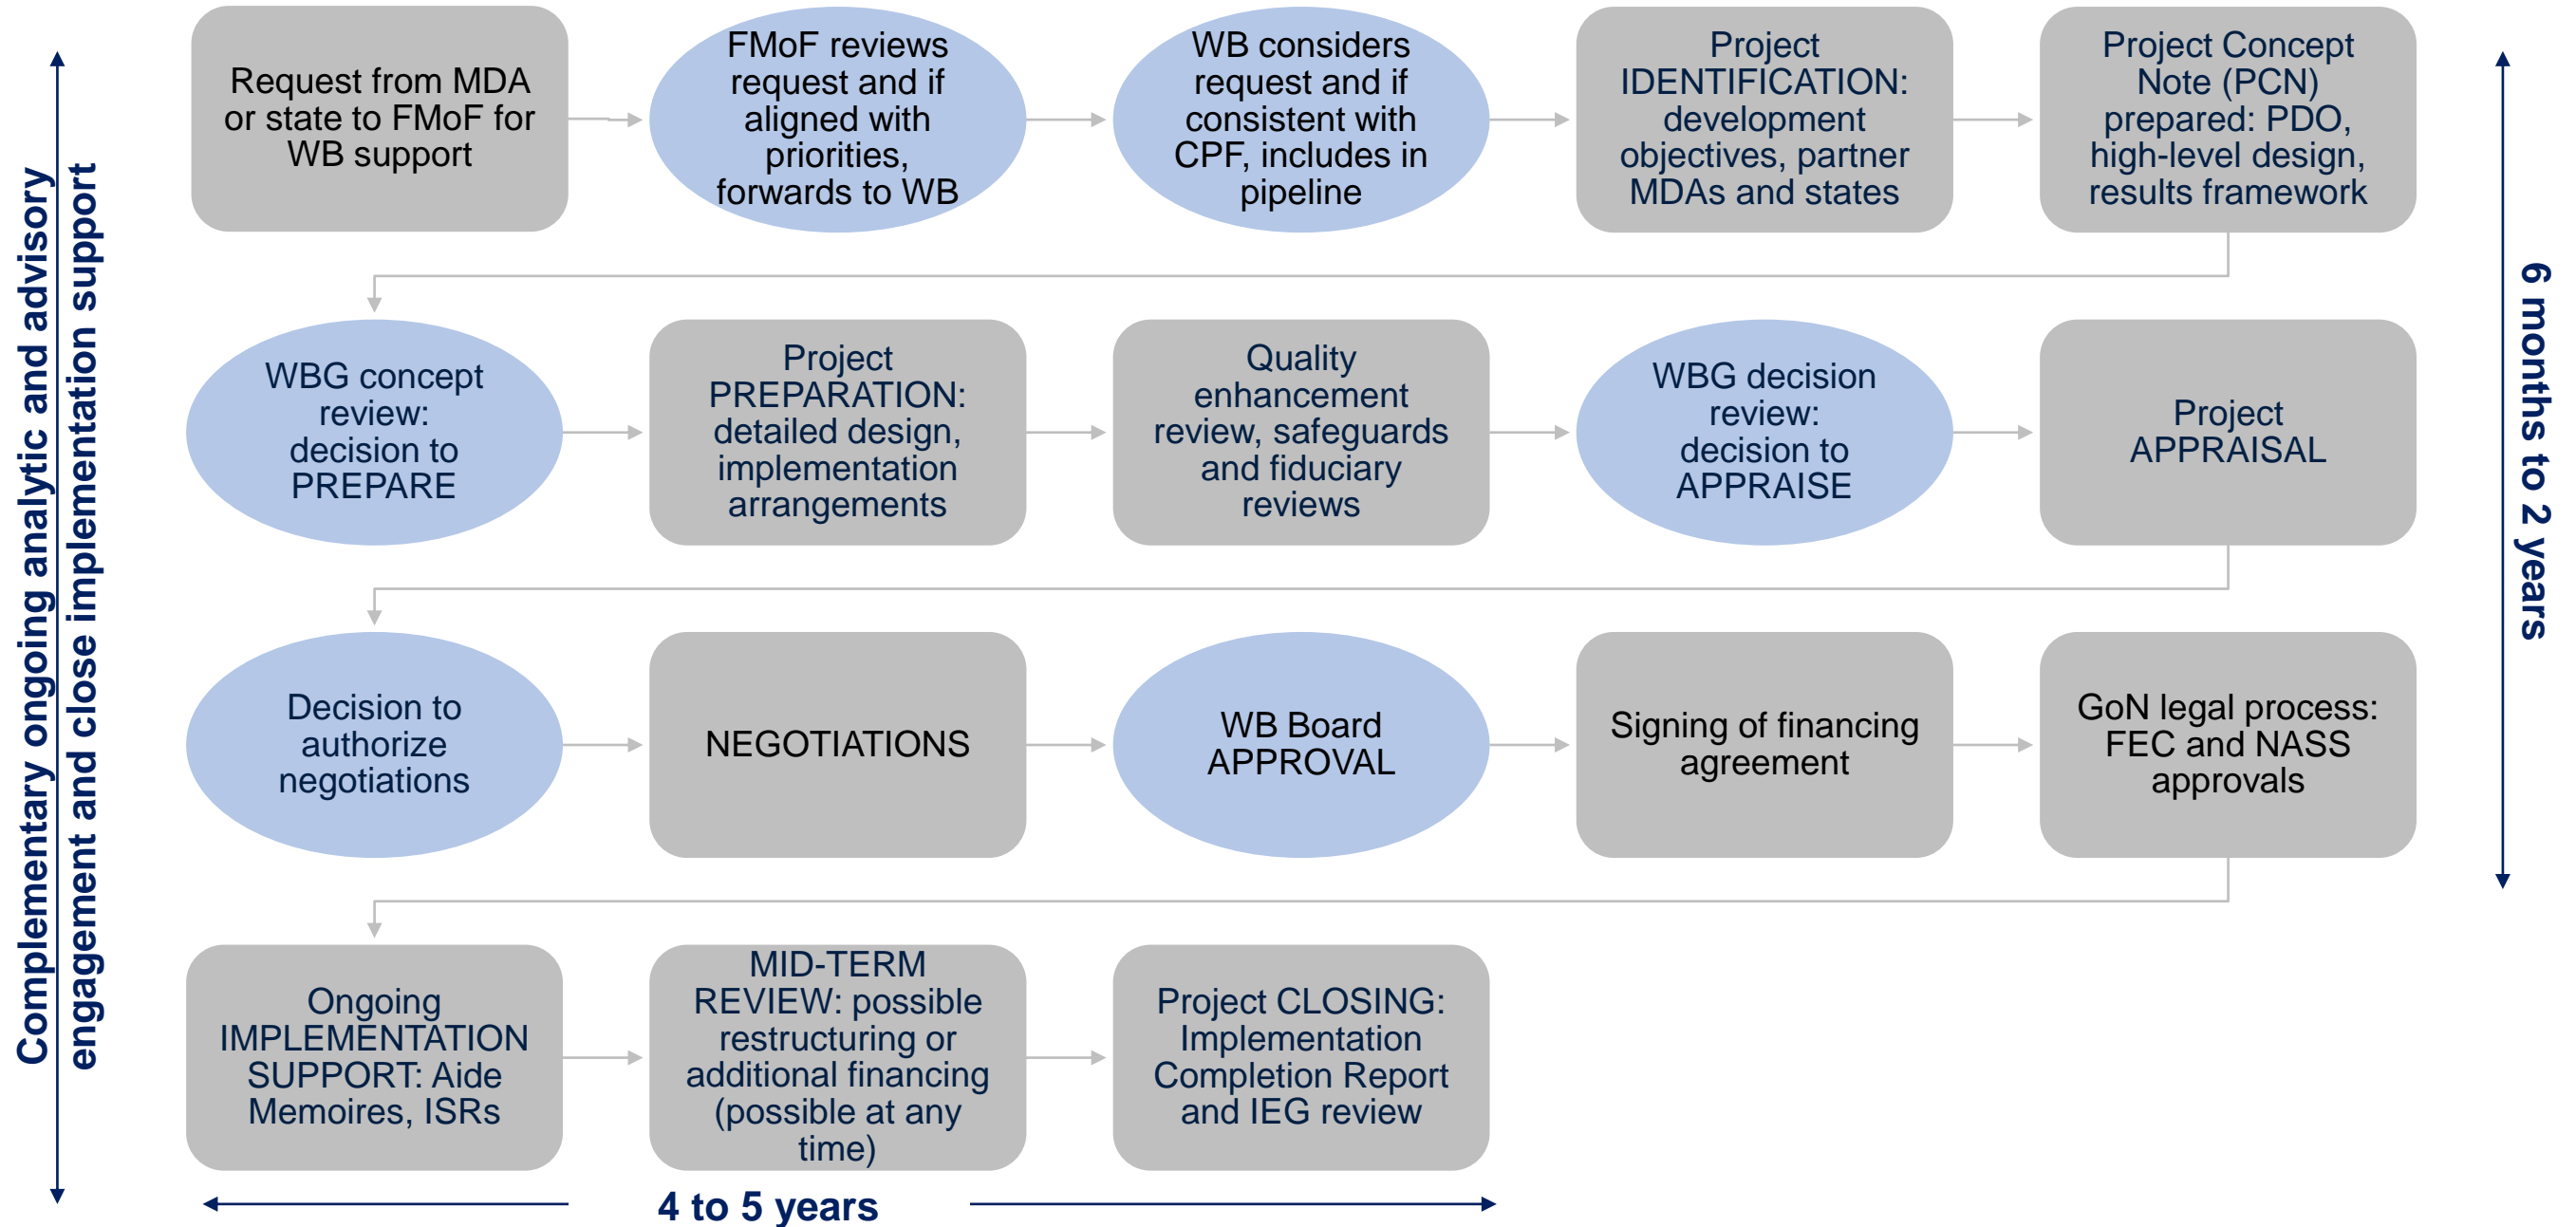 Request from MDA
or state to FMoF for
WB support
FMoF reviews
request and if
aligned with
priorities,
forwards to WB
WB considers
request and if
consistent with
CPF, includes in
pipeline
Project
IDENTIFICATION:
development
objectives, partner
MDAs and states
Project Concept
Note (PCN)
prepared: PDO,
high-level design,
results framework
WBG concept
review:
decision to
PREPARE
Project
PREPARATION:
detailed design,
implementation
arrangements
Quality
enhancement
review, safeguards
and fiduciary
reviews
WBG decision
review:
decision to
APPRAISE
Project
APPRAISAL
Decision to
authorize
negotiations
NEGOTIATIONS
WB Board
APPROVAL
Signing of financing
agreement
GoN legal process:
FEC and NASS
approvals
Ongoing
IMPLEMENTATION
SUPPORT: Aide
Memoires, ISRs
MID-TERM
REVIEW: possible
restructuring or
additional financing
(possible at any
time)
Project CLOSING:
Implementation
Completion Report
and IEG review
Complementary ongoing analytic and advisory
engagement and close implementation support
6 months to 2 years
4 to 5 years